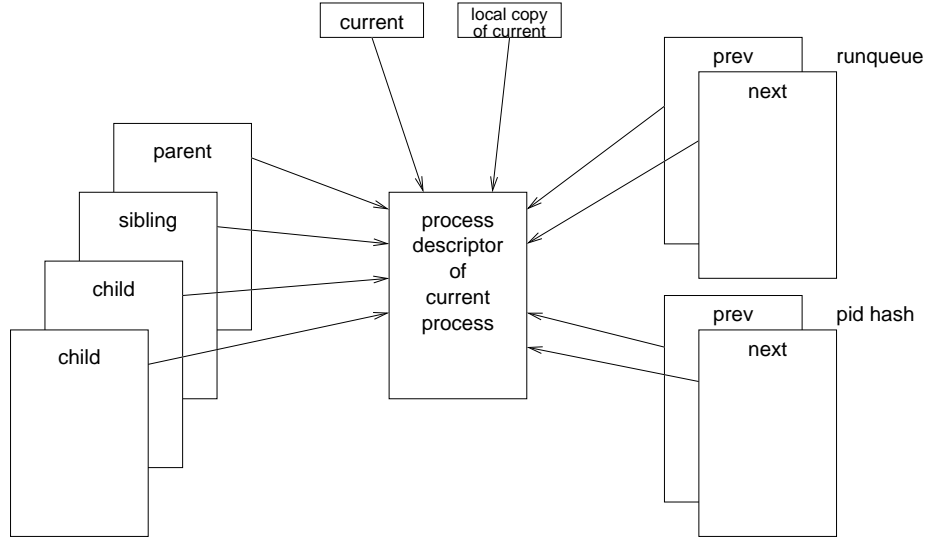 current
local copy
of current
prev
runqueue
next
parent
sibling
child
child
process
descriptor
of
current
process
prev
pid hash
next